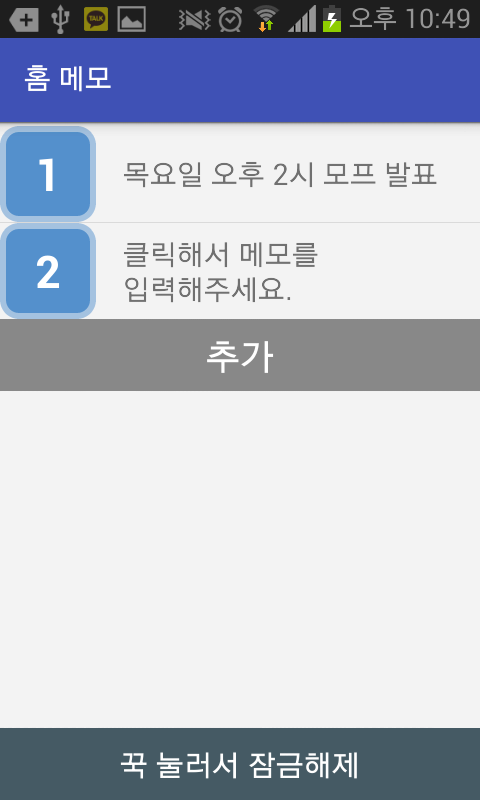 TALK
오후 10:49
홈 메모
1
목요일 오후 2시 모프 발표
2
클릭해서 메모를
입력해주세요.
추가
꾹 눌러서 잠금해제